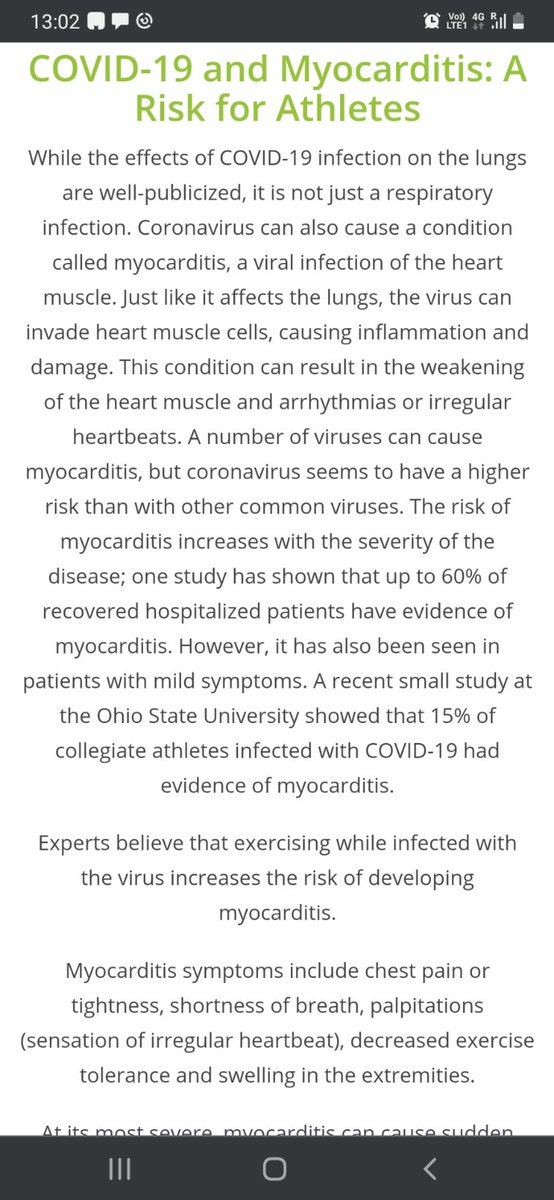 13:02
Vo)) 4G R
LTE1
COVID-19 and Myocarditis: A
Risk for Athletes
While the effects of COVID-19 infection on the lungs
are well-publicized, it is not just a respiratory
infection. Coronavirus can also cause a condition
called myocarditis, a viral infection of the heart
muscle. Just like it affects the lungs, the virus can
invade heart muscle cells, causing inflammation and
damage. This condition can result in the weakening
of the heart muscle and arrhythmias or irregular
heartbeats. A number of viruses can cause
myocarditis, but coronavirus seems to have a higher
risk than with other common viruses. The risk of
myocarditis increases with the severity of the
disease; one study has shown that up to 60% of
recovered hospitalized patients have evidence of
myocarditis. However, it has also been seen in
patients with mild symptoms. A recent small study at
the Ohio State University showed that 15% of
collegiate athletes infected with COVID-19 had
evidence of myocarditis.
Experts believe that exercising while infected with
the virus increases the risk of developing
myocarditis.
Myocarditis symptoms include chest pain or
tightness, shortness of breath, palpitations
(sensation of irregular heartbeat), decreased exercise
tolerance and swelling in the extremities.
At its most severe, myocarditis can cause sudden